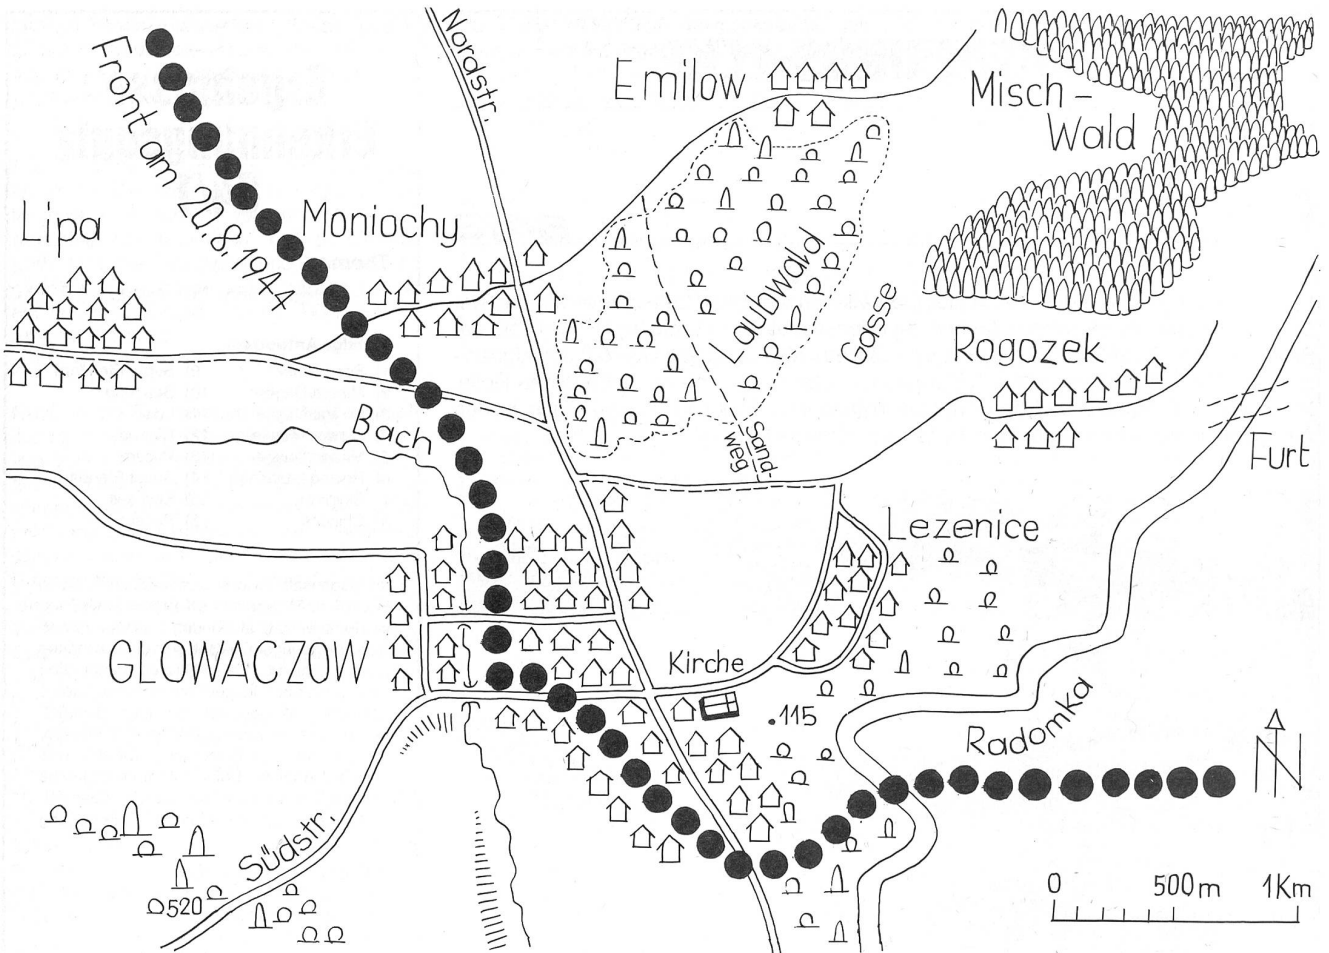 Nordstr.
Emilow
Misch-
Wald
Front am 20.8.1944
Lipa
Moniochy
Laubwald
Gasse
Rogozek
Bach
Sand-
weg
Furt
Lezenice
GLOWACZOW
Kirche
.115
Radomka
N
Südstr.
520
0 500m 1Km